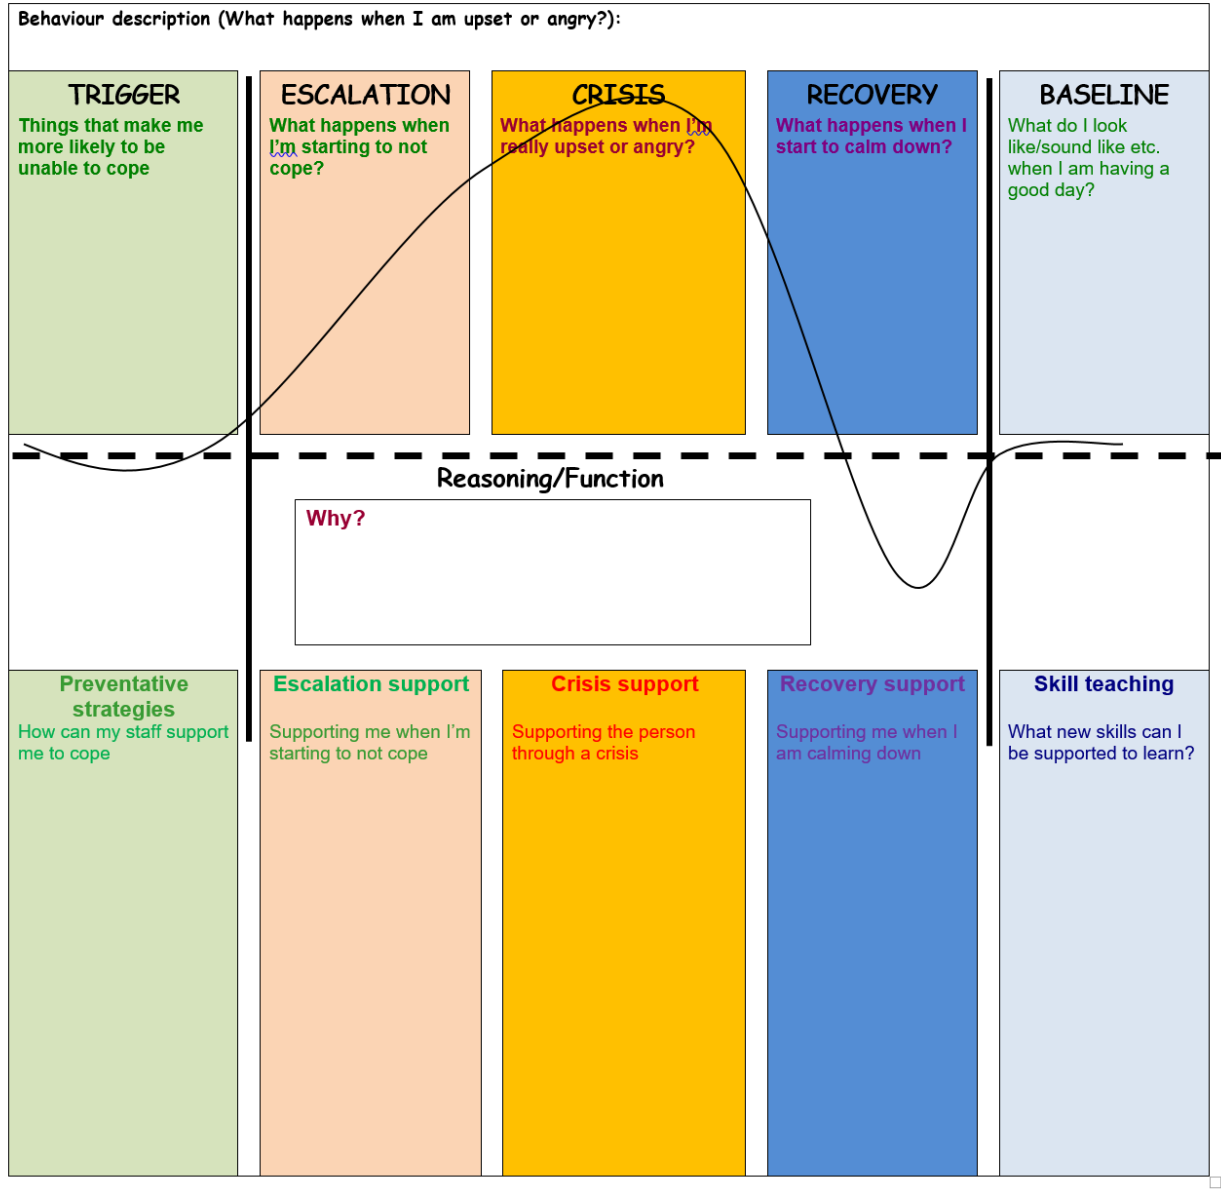 Behaviour description (What happens when I am upset or angry?):
TRIGGER
Things that make me
more likely to be
unable to cope
ESCALATION
What happens when
I'm starting to not
cope?
CRISIS
What happens when I'm
really upset or angry?
RECOVERY
What happens when I
start to calm down?
BASELINE
What do I look
like/sound like etc.
when I am having a
good day?
Reasoning/Function
Why?
Preventative
strategies
How can my staff support
me to cope
Escalation support
Supporting me when I'm
starting to not cope
Crisis support
Supporting the person
through a crisis
Recovery support
Supporting me when I
am calming down
Skill teaching
What new skills can I
be supported to learn?